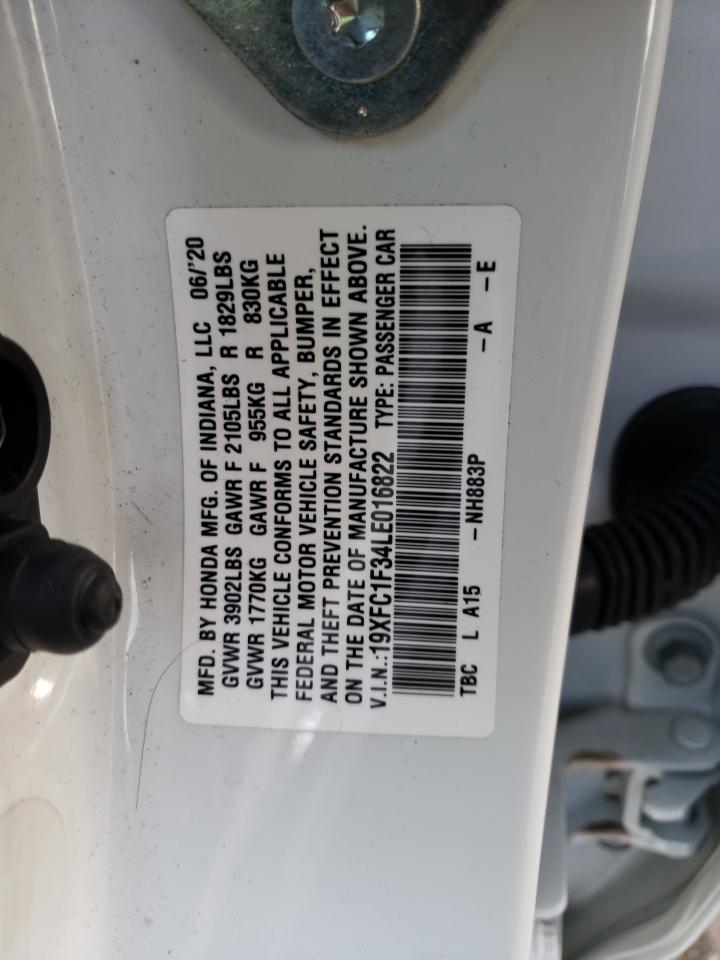 MFD. BY HONDA MFG. OF INDIANA, LLC 06/'20
GVWR 3902LBS GAWR F 2105LBS R 1829LBS
GVWR 1770KG GAWR F 955KG R 830KG
THIS VEHICLE CONFORMS TO ALL APPLICABLE
FEDERAL MOTOR VEHICLE SAFETY, BUMPER,
AND THEFT PREVENTION STANDARDS IN EFFECT
ON THE DATE OF MANUFACTURE SHOWN ABOVE.
V.I.N.:19XFC1F34LE016822 TYPE: PASSENGER CAR
TBC L A15 -NH883P -A -E